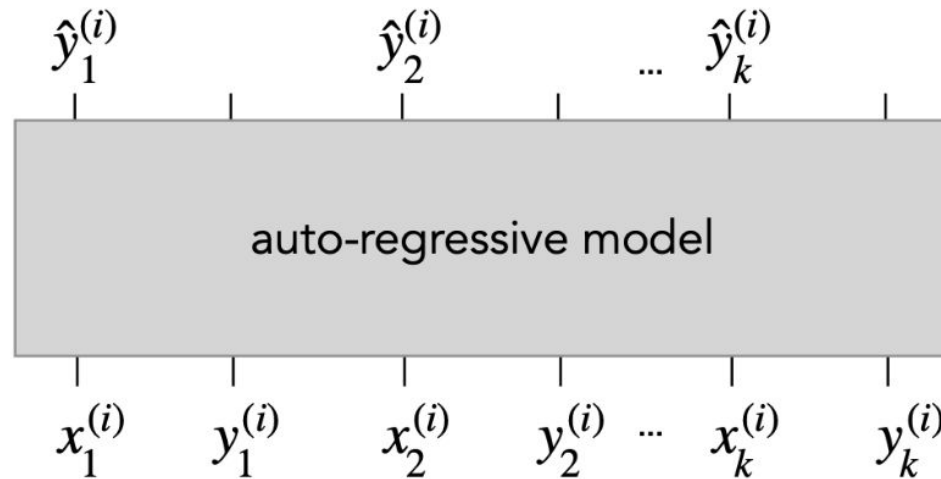 ŷ₁⁽ⁱ⁾ ŷ₂⁽ⁱ⁾ ... ŷₖ⁽ⁱ⁾
auto-regressive model
x₁⁽ⁱ⁾ y₁⁽ⁱ⁾ x₂⁽ⁱ⁾ y₂⁽ⁱ⁾ ... xₖ⁽ⁱ⁾ yₖ⁽ⁱ⁾